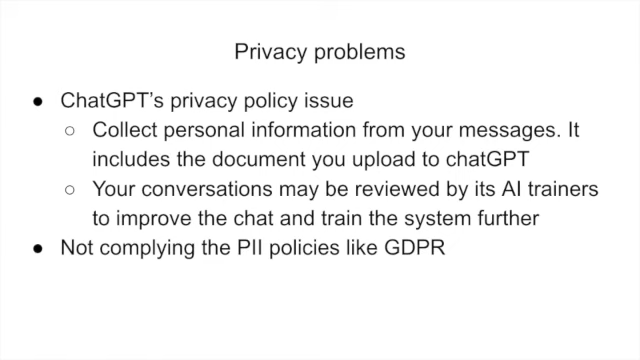 Privacy problems
● ChatGPT's privacy policy issue
○ Collect personal information from your messages. It
includes the document you upload to chatGPT
○ Your conversations may be reviewed by its AI trainers
to improve the chat and train the system further
● Not complying the PII policies like GDPR